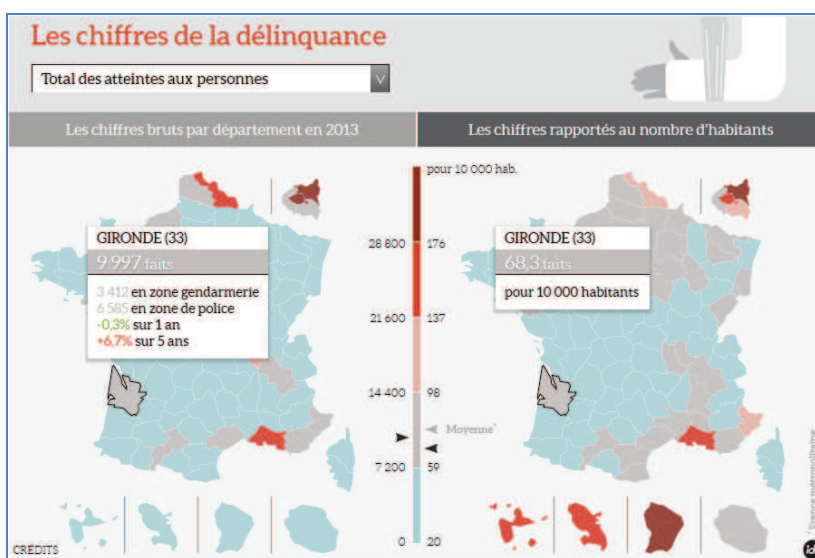 Les chiffres de la délinquance
Total des atteintes aux personnes
Les chiffres bruts par département en 2013
Les chiffres rapportés au nombre d'habitants
pour 10 000 hab.
GIRONDE (33)
9 997 faits
3 412 en zone gendarmerie
6 585 en zone de police
-0,3% sur 1 an
+6,7% sur 5 ans
GIRONDE (33)
68,3 faits
pour 10 000 habitants
28 800 176
21 600 137
14 400 98
Moyenne*
7 200 59
0 20
CRÉDITS
* France métropolitaine